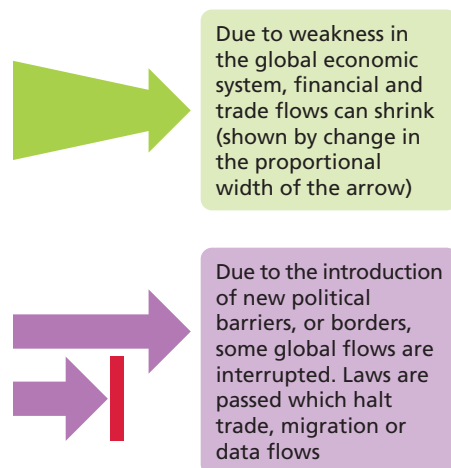 Due to weakness in
the global economic
system, financial and
trade flows can shrink
(shown by change in
the proportional
width of the arrow)
Due to the introduction
of new political
barriers, or borders,
some global flows are
interrupted. Laws are
passed which halt
trade, migration or
data flows